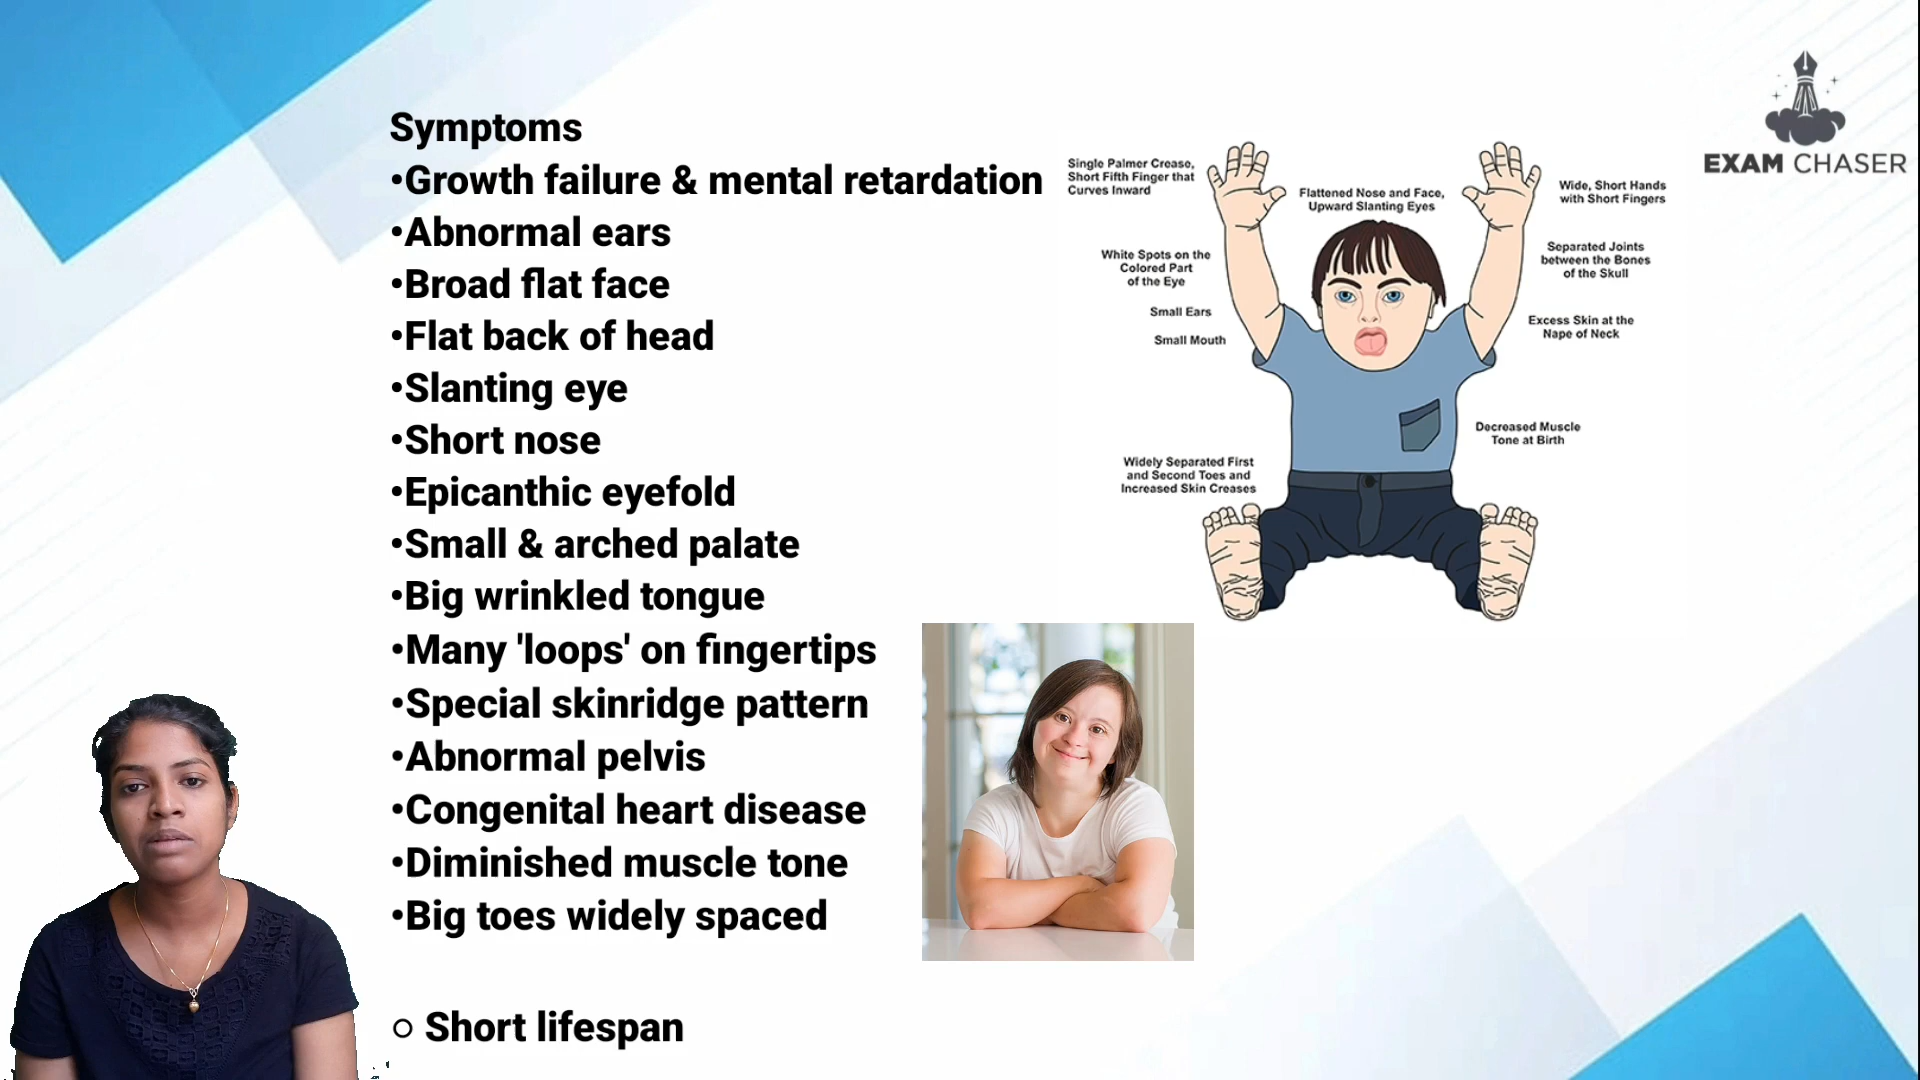 Symptoms
•Growth failure & mental retardation
•Abnormal ears
•Broad flat face
•Flat back of head
•Slanting eye
•Short nose
•Epicanthic eyefold
•Small & arched palate
•Big wrinkled tongue
•Many 'loops' on fingertips
•Special skinridge pattern
•Abnormal pelvis
•Congenital heart disease
•Diminished muscle tone
•Big toes widely spaced
○ Short lifespan
Single Palmer Crease,
Short Fifth Finger that
Curves Inward
Flattened Nose and Face,
Upward Slanting Eyes
Wide, Short Hands
with Short Fingers
White Spots on the
Colored Part
of the Eye
Separated Joints
between the Bones
of the Skull
Small Ears
Small Mouth
Excess Skin at the
Nape of Neck
Decreased Muscle
Tone at Birth
Widely Separated First
and Second Toes and
Increased Skin Creases
EXAM CHASER